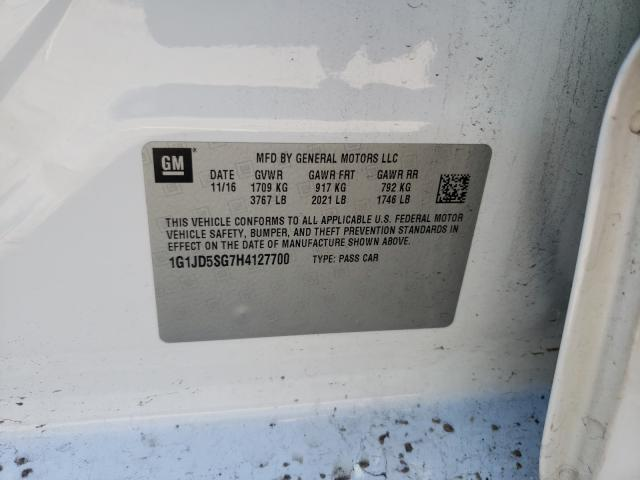 GM
MFD BY GENERAL MOTORS LLC
DATE GVWR GAWR FRT GAWR RR
11/16 1709 KG 917 KG 792 KG
3767 LB 2021 LB 1746 LB
THIS VEHICLE CONFORMS TO ALL APPLICABLE U.S. FEDERAL MOTOR
VEHICLE SAFETY, BUMPER, AND THEFT PREVENTION STANDARDS IN
EFFECT ON THE DATE OF MANUFACTURE SHOWN ABOVE.
1G1JD5SG7H4127700 TYPE: PASS CAR